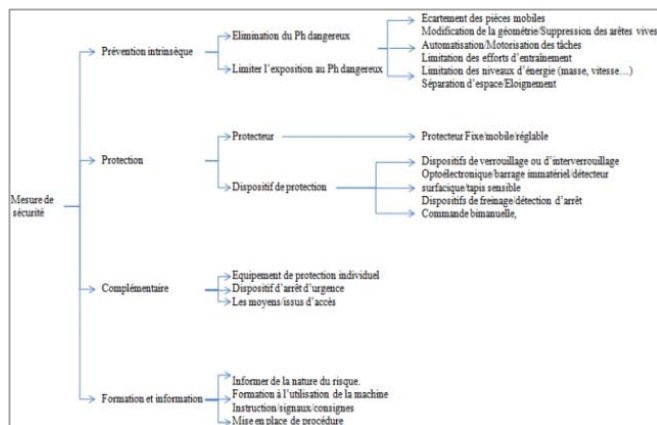 Ecartement des pièces mobiles
Modification de la géométrie/Suppression des arêtes vives
Elimination du Ph dangereux
Automatisation/Motorisation des tâches
Prévention intrinsèque
Limitation des efforts d'entraînement
Limiter l'exposition au Ph dangereux
Limitation des niveaux d'énergie (masse, vitesse…)
Séparation d'espace/Eloignement
Protecteur
Protecteur Fixe/mobile/réglable
Protection
Dispositifs de verrouillage ou d'interverrouillage
Optoélectronique/barrage immatériel/détecteur
Dispositif de protection
surfacique/tapis sensible
Dispositifs de freinage/détection d'arrêt
Commande bimanuelle,
Mesure de
sécurité
Complémentaire
Equipement de protection individuel
Dispositif d'arrêt d'urgence
Les moyens/issus d'accès
Formation et information
Informer de la nature du risque.
Formation à l'utilisation de la machine
Instruction/signaux/consignes
Mise en place de procédure